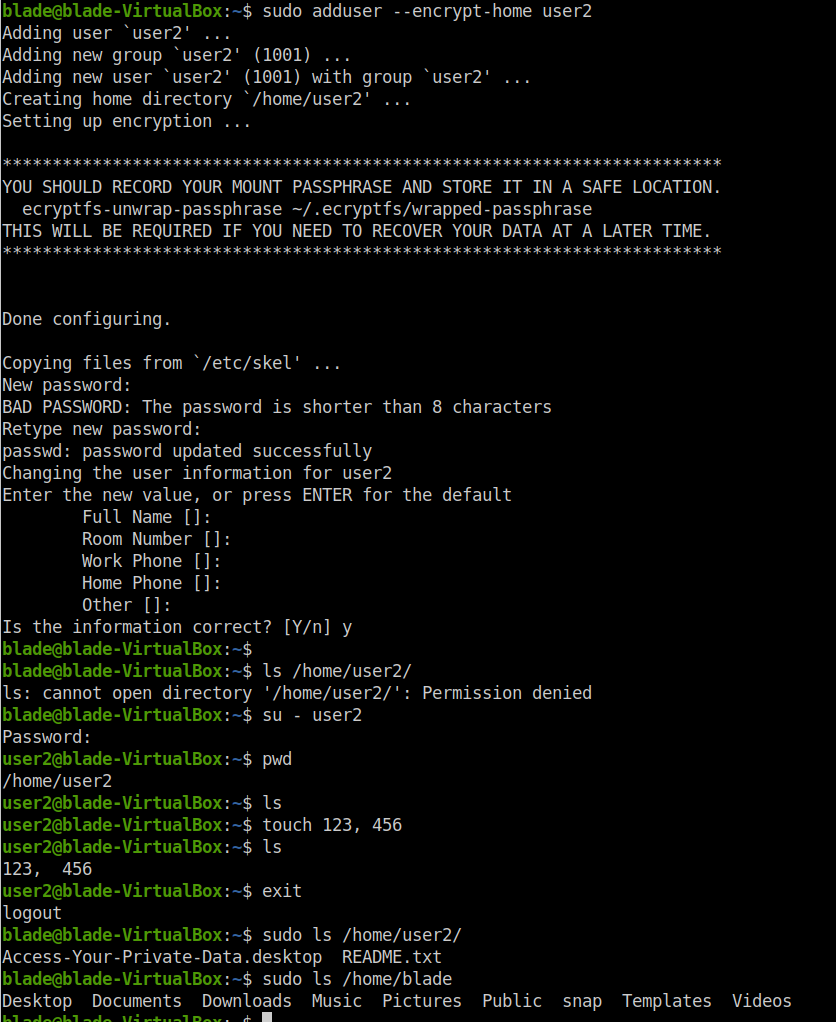 blade@blade-VirtualBox:~$ sudo adduser --encrypt-home user2
Adding user `user2' ...
Adding new group `user2' (1001) ...
Adding new user `user2' (1001) with group `user2' ...
Creating home directory `/home/user2' ...
Setting up encryption ...
************************************************************************
YOU SHOULD RECORD YOUR MOUNT PASSPHRASE AND STORE IT IN A SAFE LOCATION.
  ecryptfs-unwrap-passphrase ~/.ecryptfs/wrapped-passphrase
THIS WILL BE REQUIRED IF YOU NEED TO RECOVER YOUR DATA AT A LATER TIME.
************************************************************************
Done configuring.
Copying files from `/etc/skel' ...
New password:
BAD PASSWORD: The password is shorter than 8 characters
Retype new password:
passwd: password updated successfully
Changing the user information for user2
Enter the new value, or press ENTER for the default
        Full Name []:
        Room Number []:
        Work Phone []:
        Home Phone []:
        Other []:
Is the information correct? [Y/n] y
blade@blade-VirtualBox:~$
blade@blade-VirtualBox:~$ ls /home/user2/
ls: cannot open directory '/home/user2/': Permission denied
blade@blade-VirtualBox:~$ su - user2
Password:
user2@blade-VirtualBox:~$ pwd
/home/user2
user2@blade-VirtualBox:~$ ls
user2@blade-VirtualBox:~$ touch 123, 456
user2@blade-VirtualBox:~$ ls
123,  456
user2@blade-VirtualBox:~$ exit
logout
blade@blade-VirtualBox:~$ sudo ls /home/user2/
Access-Your-Private-Data.desktop  README.txt
blade@blade-VirtualBox:~$ sudo ls /home/blade
Desktop  Documents  Downloads  Music  Pictures  Public  snap  Templates  Videos
blade@blade-VirtualBox:~$